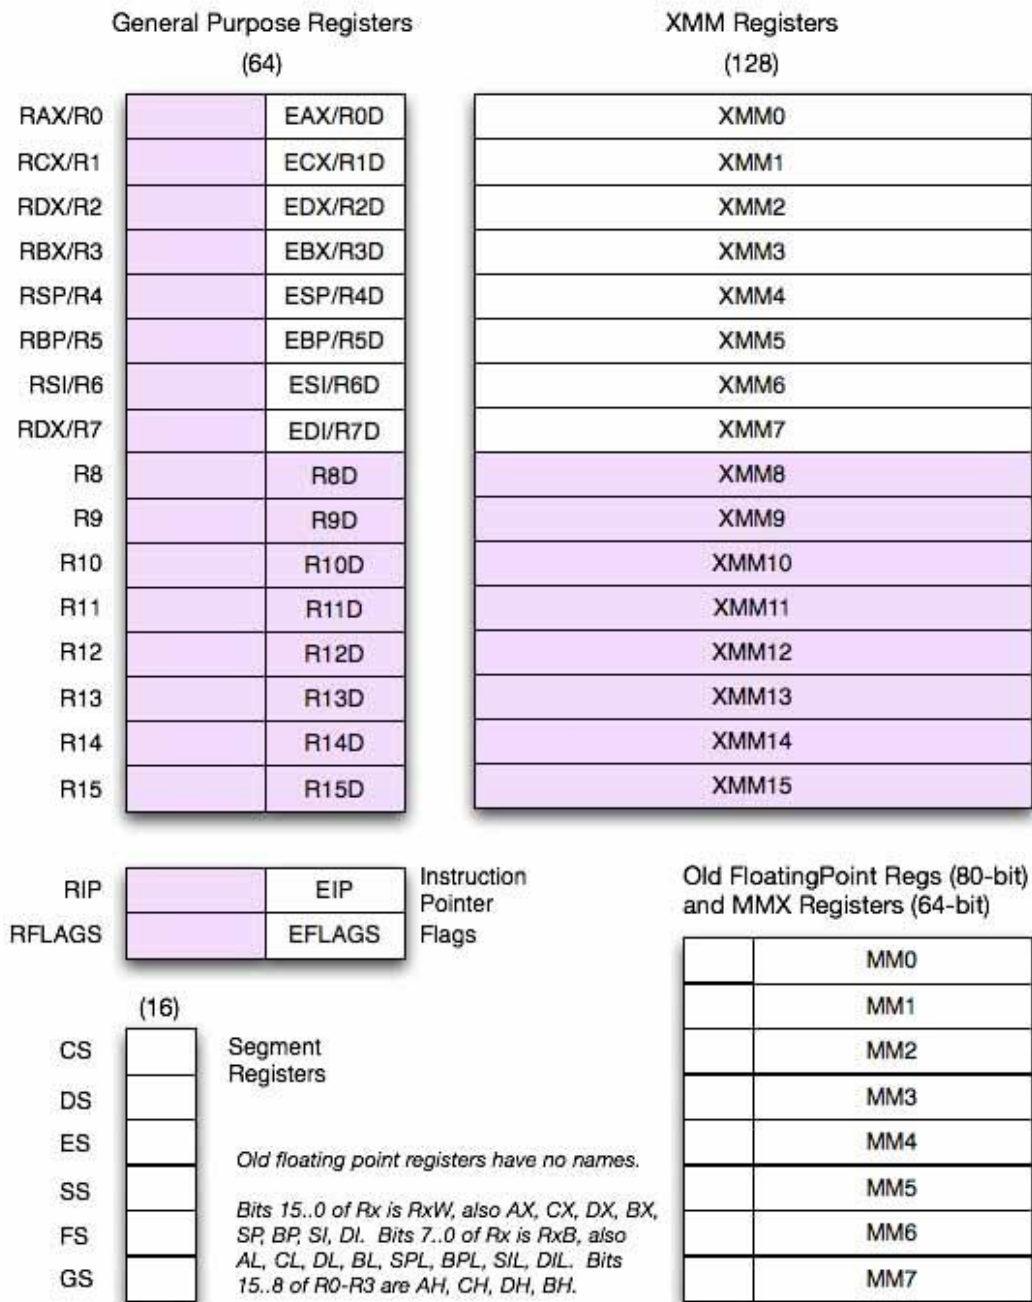 General Purpose Registers
(64)
RAX/R0 EAX/R0D
RCX/R1 ECX/R1D
RDX/R2 EDX/R2D
RBX/R3 EBX/R3D
RSP/R4 ESP/R4D
RBP/R5 EBP/R5D
RSI/R6 ESI/R6D
RDX/R7 EDI/R7D
R8 R8D
R9 R9D
R10 R10D
R11 R11D
R12 R12D
R13 R13D
R14 R14D
R15 R15D
XMM Registers
(128)
XMM0
XMM1
XMM2
XMM3
XMM4
XMM5
XMM6
XMM7
XMM8
XMM9
XMM10
XMM11
XMM12
XMM13
XMM14
XMM15
RIP EIP Instruction
Pointer
RFLAGS EFLAGS Flags
(16)
CS
DS
ES
SS
FS
GS
Segment
Registers
Old floating point registers have no names.
Bits 15..0 of Rx is RxW, also AX, CX, DX, BX,
SP, BP, SI, DI. Bits 7..0 of Rx is RxB, also
AL, CL, DL, BL, SPL, BPL, SIL, DIL. Bits
15..8 of R0-R3 are AH, CH, DH, BH.
Old FloatingPoint Regs (80-bit)
and MMX Registers (64-bit)
MM0
MM1
MM2
MM3
MM4
MM5
MM6
MM7